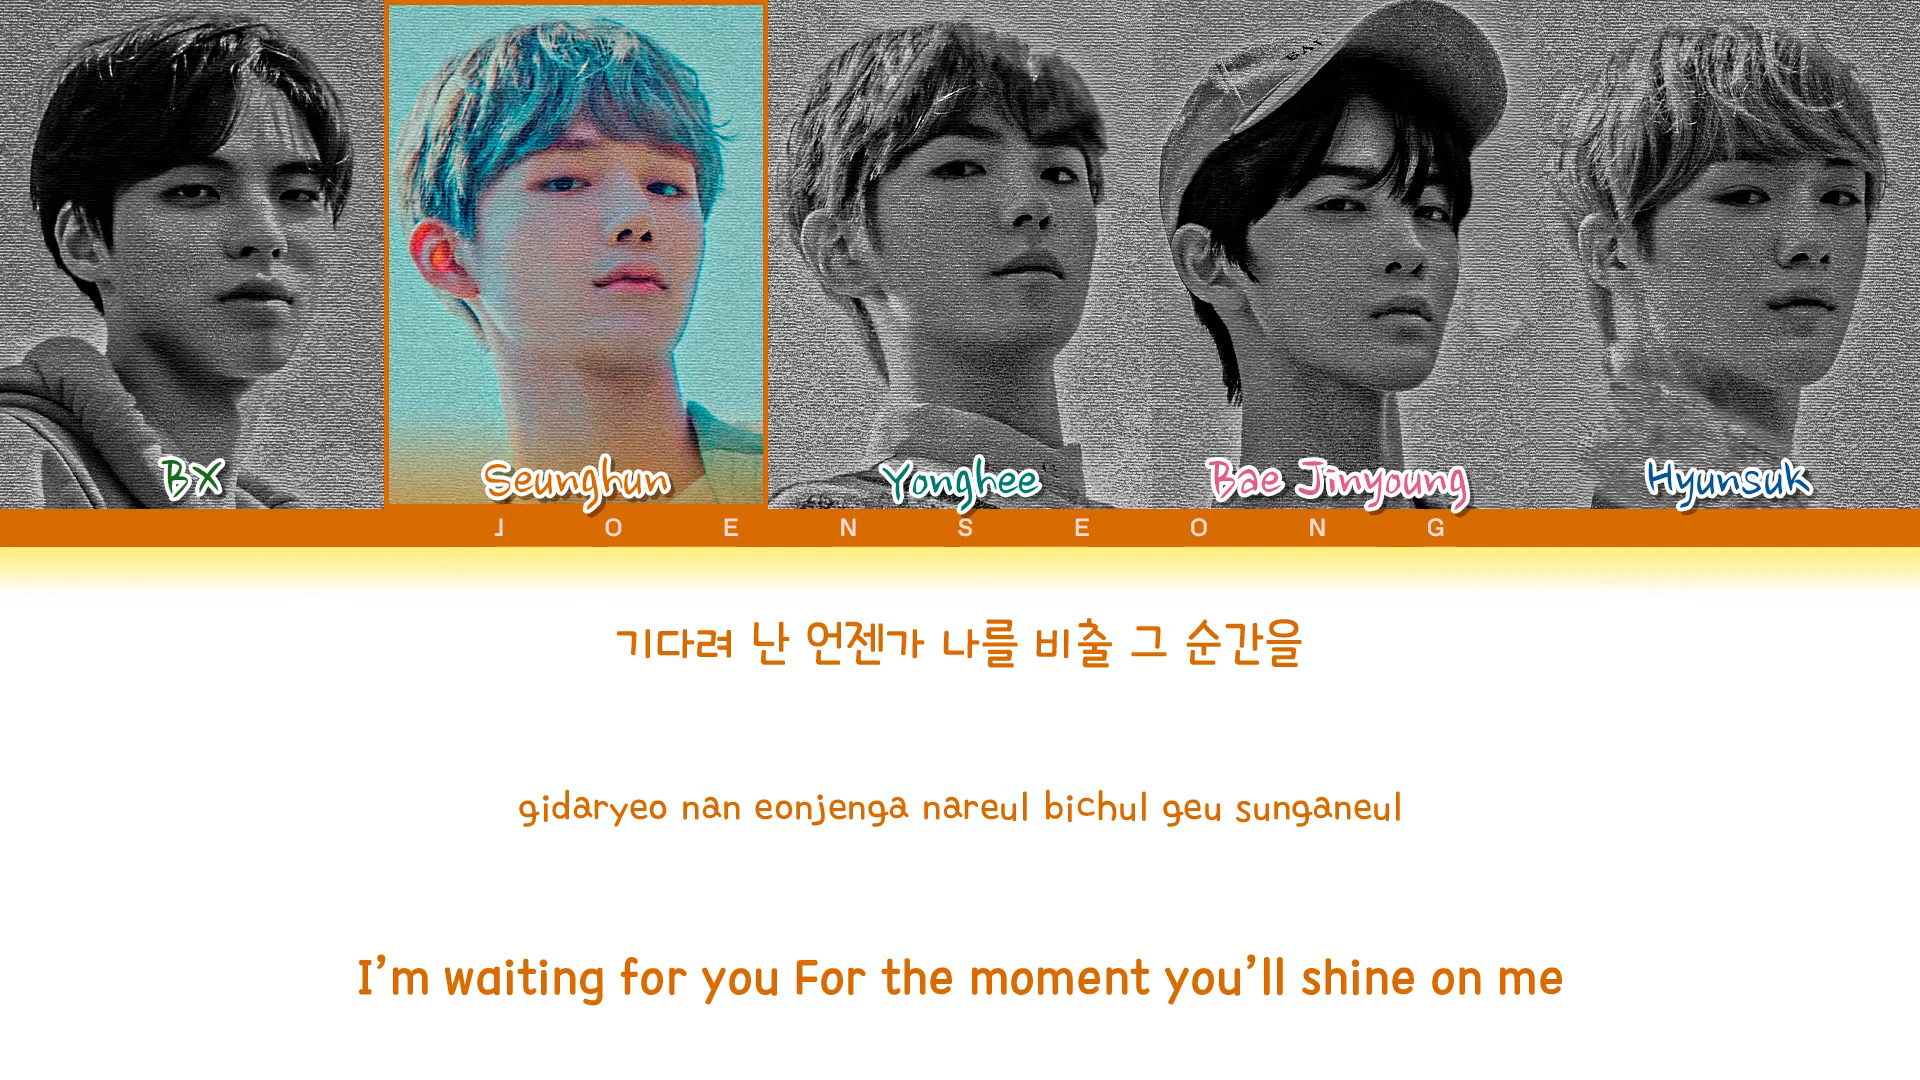 BX Seunghun Yonghee Bae Jinyoung Hyunsuk
JOENSEONG
기다려 난 언젠가 나를 비출 그 순간을
gidaryeo nan eonjenga nareul bichul geu sunganeul
I'm waiting for you For the moment you'll shine on me